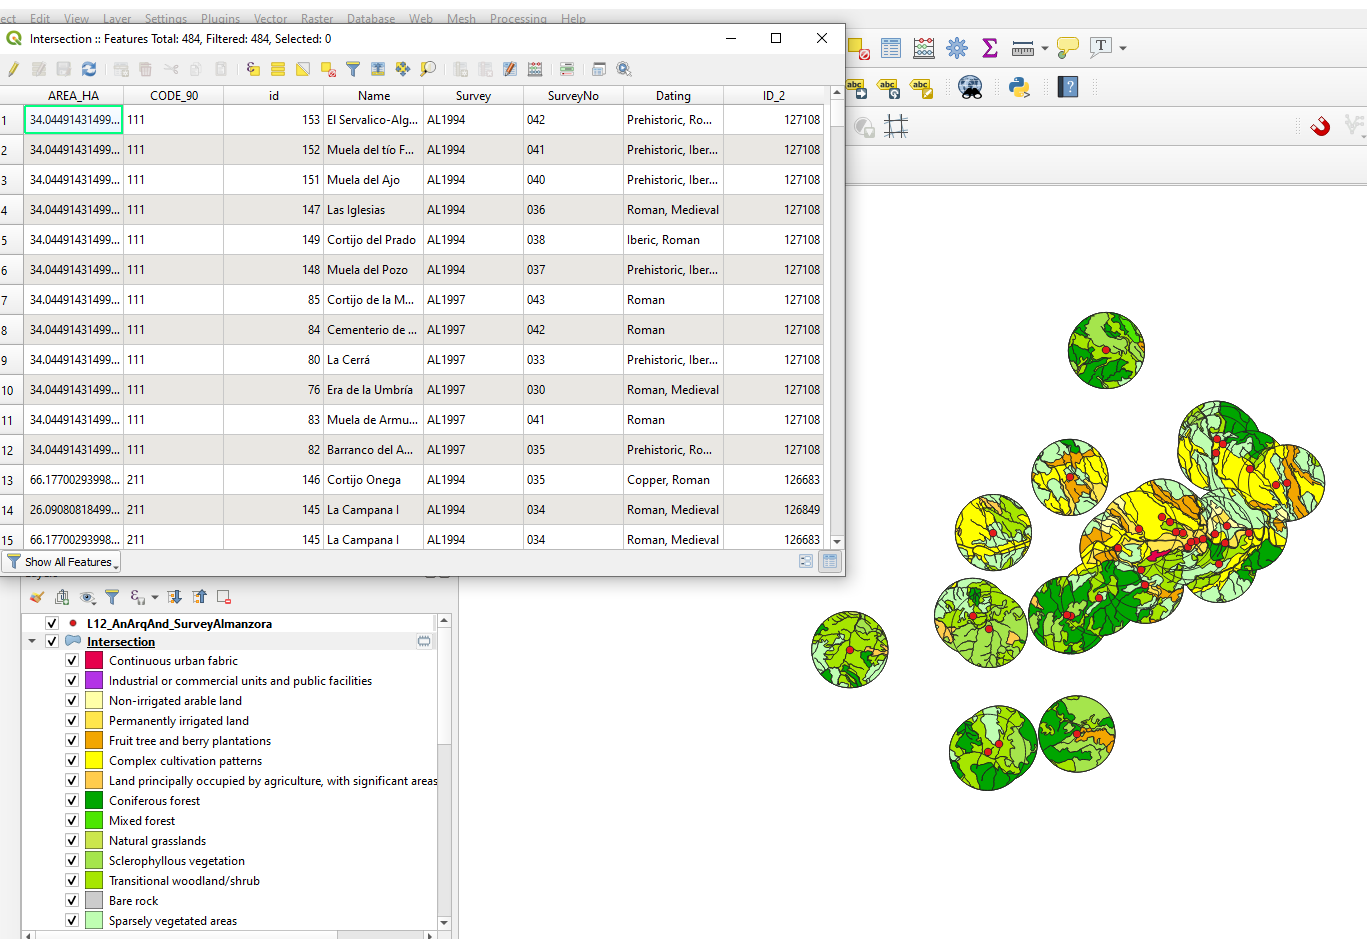 ect Edit View Layer Settings Plugins Vector Raster Database Web Mesh Processing Help
Intersection :: Features Total: 484, Filtered: 484, Selected: 0
AREA_HA CODE_90 id Name Survey SurveyNo Dating ID_2
1 34.04491431499... 111 153 El Servalico-Alg... AL1994 042 Prehistoric, Ro... 127108
2 34.04491431499... 111 152 Muela del tío F... AL1994 041 Prehistoric, Iber... 127108
3 34.04491431499... 111 151 Muela del Ajo AL1994 040 Prehistoric, Iber... 127108
4 34.04491431499... 111 147 Las Iglesias AL1994 036 Roman, Medieval 127108
5 34.04491431499... 111 149 Cortijo del Prado AL1994 038 Iberic, Roman 127108
6 34.04491431499... 111 148 Muela del Pozo AL1994 037 Prehistoric, Iber... 127108
7 34.04491431499... 111 85 Cortijo de la M... AL1997 043 Roman 127108
8 34.04491431499... 111 84 Cementerio de ... AL1997 042 Roman 127108
9 34.04491431499... 111 80 La Cerrá AL1997 033 Prehistoric, Iber... 127108
10 34.04491431499... 111 76 Era de la Umbría AL1997 030 Roman, Medieval 127108
11 34.04491431499... 111 83 Muela de Armu... AL1997 041 Roman 127108
12 34.04491431499... 111 82 Barranco del A... AL1997 035 Prehistoric, Ro... 127108
13 66.17700293998... 211 146 Cortijo Onega AL1994 035 Copper, Roman 126683
14 26.09080818499... 211 145 La Campana I AL1994 034 Roman, Medieval 126849
15 66.17700293998... 211 145 La Campana I AL1994 034 Roman, Medieval 126683
Show All Features
abc abc abc
T
L12_AnArqAnd_SurveyAlmanzora
Intersection
Continuous urban fabric
Industrial or commercial units and public facilities
Non-irrigated arable land
Permanently irrigated land
Fruit tree and berry plantations
Complex cultivation patterns
Land principally occupied by agriculture, with significant areas
Coniferous forest
Mixed forest
Natural grasslands
Sclerophyllous vegetation
Transitional woodland/shrub
Bare rock
Sparsely vegetated areas